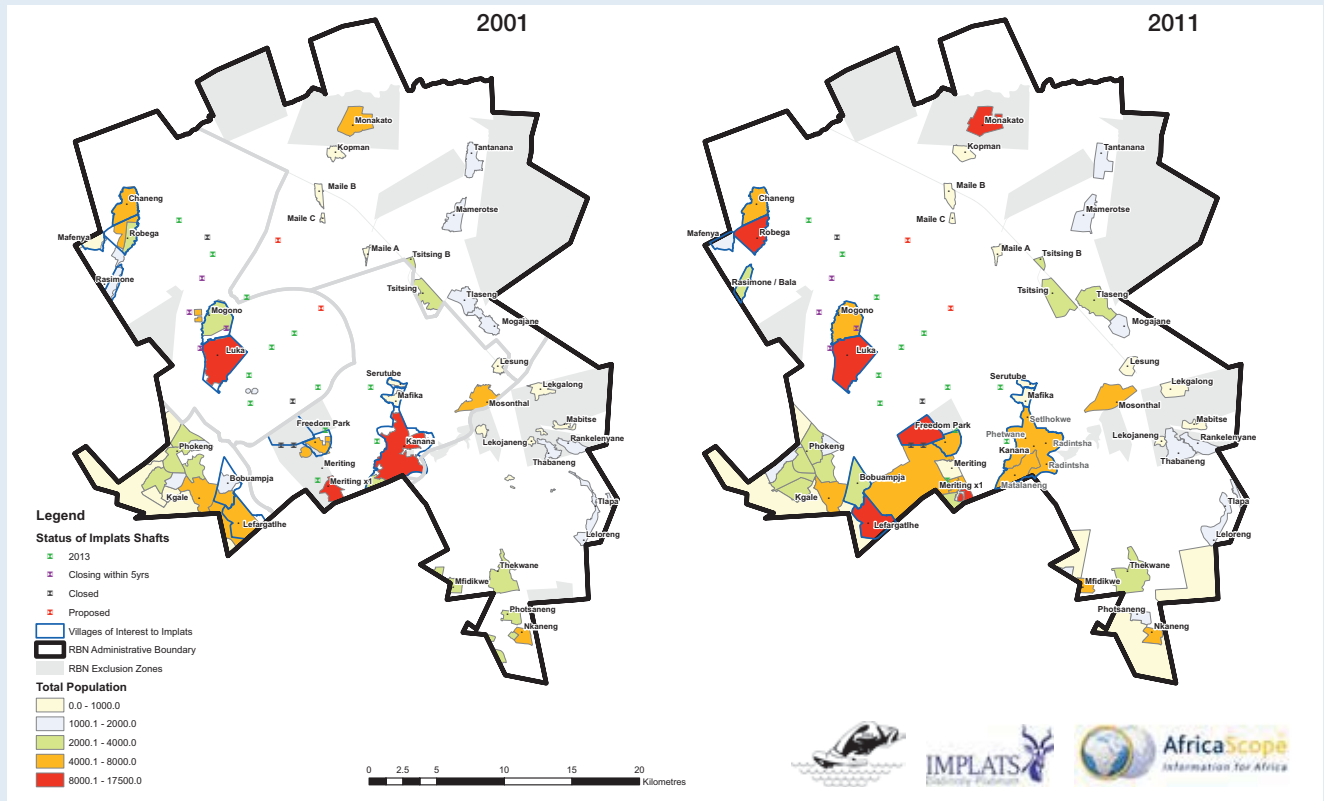 2001
Monakato
Kopman
Tantanana
Maile B
Maile C
Mamerotse
Chaneng
Robega
Mafenya
Rasimone
Maile A
Tsitsing B
Tsitsing
Tlaseng
Mogajane
Mogono
Luka
Lesung
Serutube
Mafika
Lekgalong
Mosonthal
Mabitse
Freedom Park
Kanana
Lekojaneng
Rankelenyane
Thabaneng
Phokeng
Meriting
Bobuampja
Meriting x1
Kgale
Lefargatlhe
Tlapa
Leloreng
Thekwane
Mfidikwe
Photsaneng
Nkaneng
2011
Monakato
Kopman
Tantanana
Maile B
Maile C
Mamerotse
Chaneng
Robega
Mafenya
Rasimone / Bala
Maile A
Tsitsing B
Tsitsing
Tlaseng
Mogajane
Mogono
Luka
Lesung
Serutube
Mafika
Lekgalong
Mosonthal
Setlhokwe
Mabitse
Freedom Park
Phetwane
Kanana
Radintsha
Lekojaneng
Rankelenyane
Thabaneng
Phokeng
Meriting
Radintsha
Bobuampja
Meriting x1
Matalaneng
Kgale
Lefargatlhe
Tlapa
Leloreng
Thekwane
Mfidikwe
Photsaneng
Nkaneng
Legend
Status of Implats Shafts
2013
Closing within 5yrs
Closed
Proposed
Villages of Interest to Implats
RBN Administrative Boundary
RBN Exclusion Zones
Total Population
0.0 - 1000.0
1000.1 - 2000.0
2000.1 - 4000.0
4000.1 - 8000.0
8000.1 - 17500.0
0 2.5 5 10 15 20
Kilometres
IMPLATS
Distinctly Platinum
AfricaScope
Information for Africa